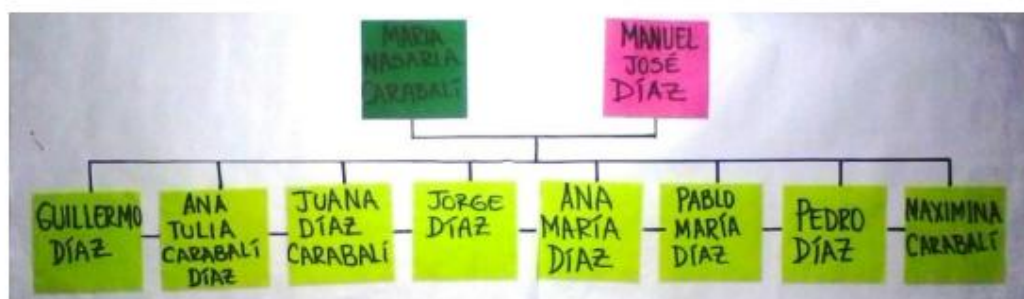 MARIA
NASARIA
CARABALÍ
MANUEL
JOSÉ
DÍAZ
GUILLERMO
DÍAZ
ANA
TULIA
CARABALÍ
DÍAZ
JUANA
DÍAZ
CARABALÍ
JORGE
DÍAZ
ANA
MARÍA
DÍAZ
PABLO
MARÍA
DÍAZ
PEDRO
DÍAZ
MAXIMINA
CARABALÍ